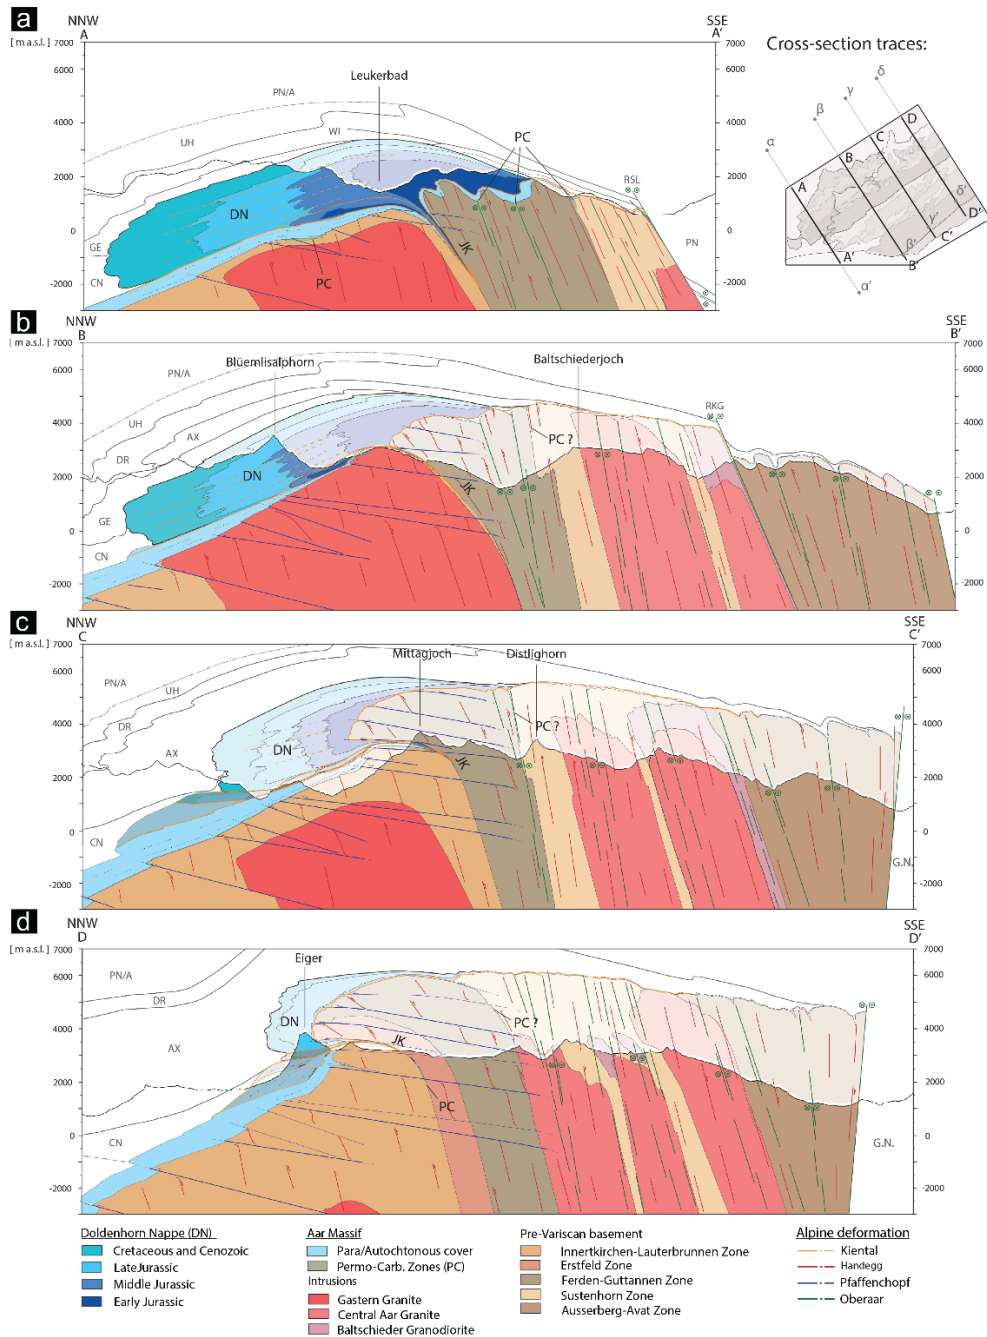 a
NNW
A
SSE
A'
[ m a.s.l.]
7000
6000
4000
2000
0
-2000
7000
6000
4000
2000
0
-2000
Leukerbad
PN/A
UH
WI
PC
RSL
DN
GE
CN
JK
PC
PN
Cross-section traces:
α
β
γ
δ
A
B
C
D
A'
B'
C'
D'
α'
β'
γ'
δ'
b
NNW
B
SSE
B'
[ m a.s.l.]
7000
6000
4000
2000
0
-2000
7000
6000
4000
2000
0
-2000
Blüemlisalphorn
Baltschiederjoch
PN/A
UH
AX
DR
RKG
PC ?
DN
JK
GE
CN
c
NNW
C
SSE
C'
[ m a.s.l.]
7000
6000
4000
2000
0
-2000
7000
6000
4000
2000
0
-2000
Mittagjoch
Distlighorn
PN/A
UH
DR
AX
DN
PC ?
JK
CN
G.N.
d
NNW
D
SSE
D'
[ m a.s.l.]
7000
6000
4000
2000
0
-2000
7000
6000
4000
2000
0
-2000
Eiger
PN/A
DR
DN
PC ?
AX
JK
PC
CN
G.N.
Doldenhorn Nappe (DN)
Cretaceous and Cenozoic
LateJurassic
Middle Jurassic
Early Jurassic
Aar Massif
Para/Autochtonous cover
Permo-Carb. Zones (PC)
Intrusions
Gastern Granite
Central Aar Granite
Baltschieder Granodiorite
Pre-Variscan basement
Innertkirchen-Lauterbrunnen Zone
Erstfeld Zone
Ferden-Guttannen Zone
Sustenhorn Zone
Ausserberg-Avat Zone
Alpine deformation
Kiental
Handegg
Pfaffenchopf
Oberaar